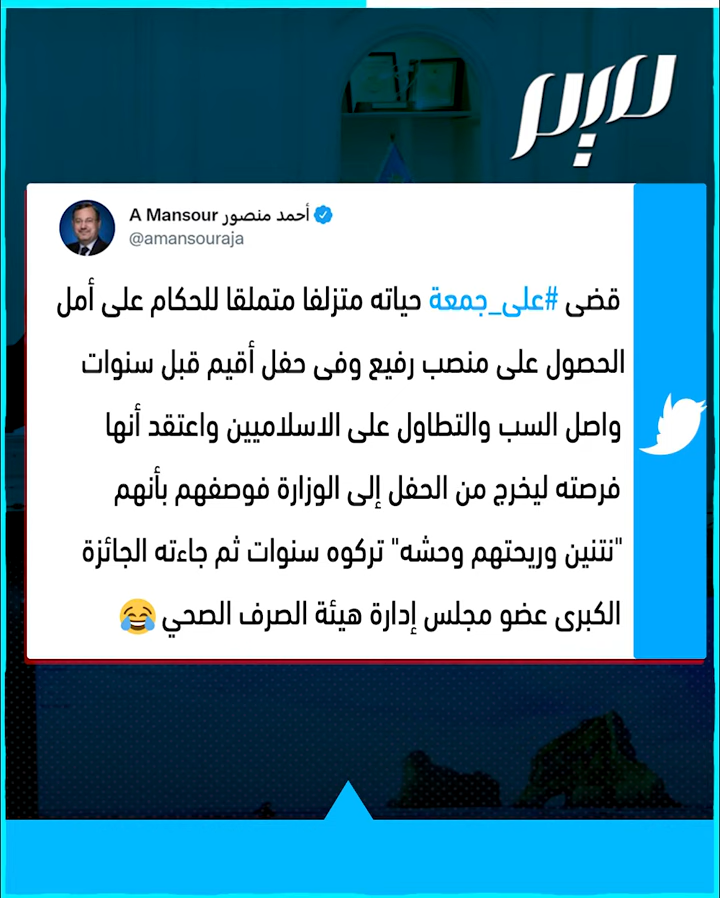 ميم
A Mansour أحمد منصور
@amansouraja
قضى #على_جمعة حياته متزلفا متملقا للحكام على أمل
الحصول على منصب رفيع وفى حفل أقيم قبل سنوات
واصل السب والتطاول على الاسلاميين واعتقد أنها
فرصته ليخرج من الحفل إلى الوزارة فوصفهم بأنهم
"نتنين وريحتهم وحشه" تركوه سنوات ثم جاءته الجائزة
الكبرى عضو مجلس إدارة هيئة الصرف الصحي 😂